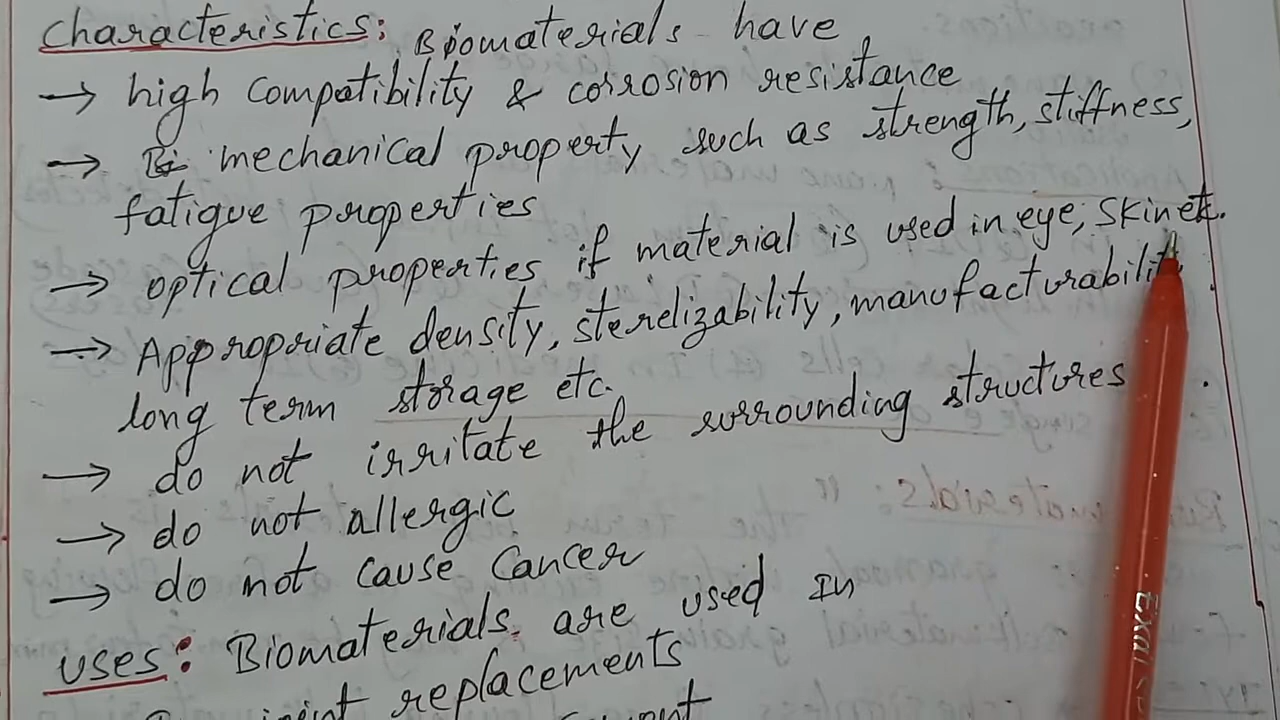 Characteristics: Biomaterials have
→ high compatibility & corrosion resistance
→ mechanical property such as strength, stiffness,
fatigue properties
→ optical properties if material is used in eye, skin etc.
→ Appropriate density, sterelizability, manufacturability
long term storage etc.
→ do not irritate the surrounding structures
→ do not allergic
→ do not cause cancer
uses: Biomaterials are used In
joint replacements